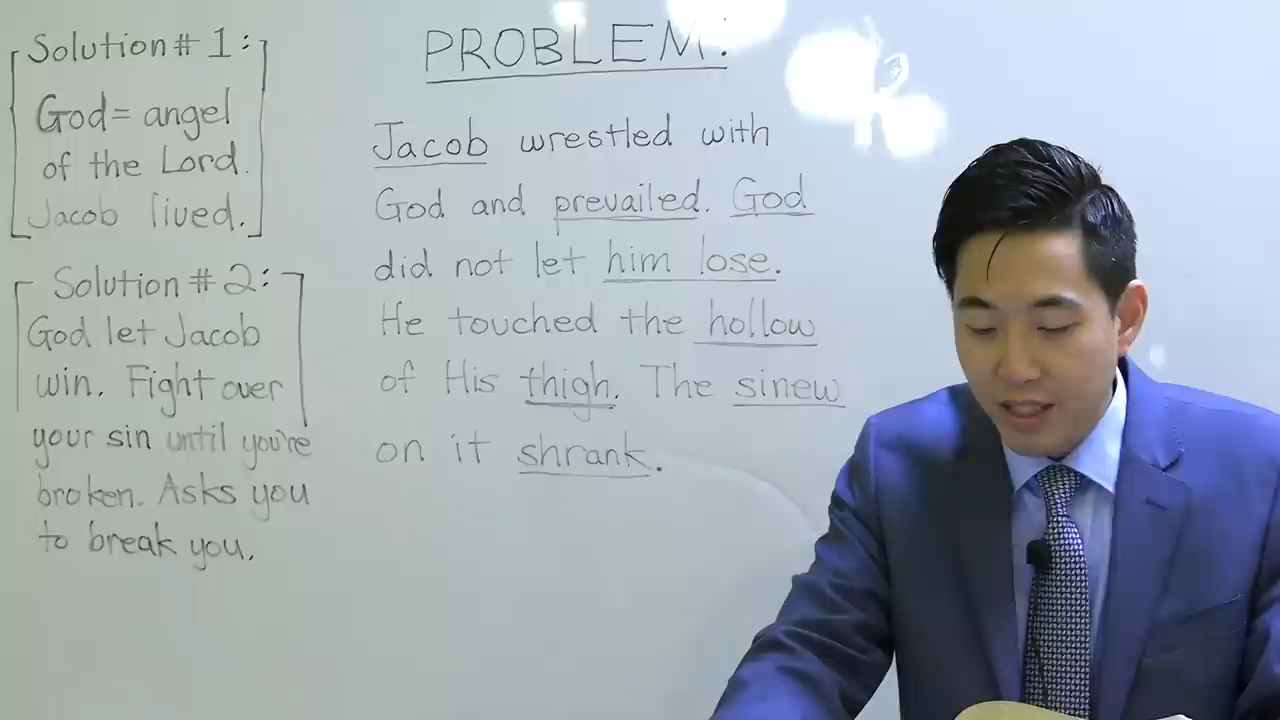 Solution # 1:
God= angel
of the Lord.
Jacob lived.
Solution # 2:
God let Jacob
win. Fight over
your sin until you're
broken. Asks you
to break you.
PROBLEM:
Jacob wrestled with
God and prevailed. God
did not let him lose.
He touched the hollow
of His thigh. The sinew
on it shrank.